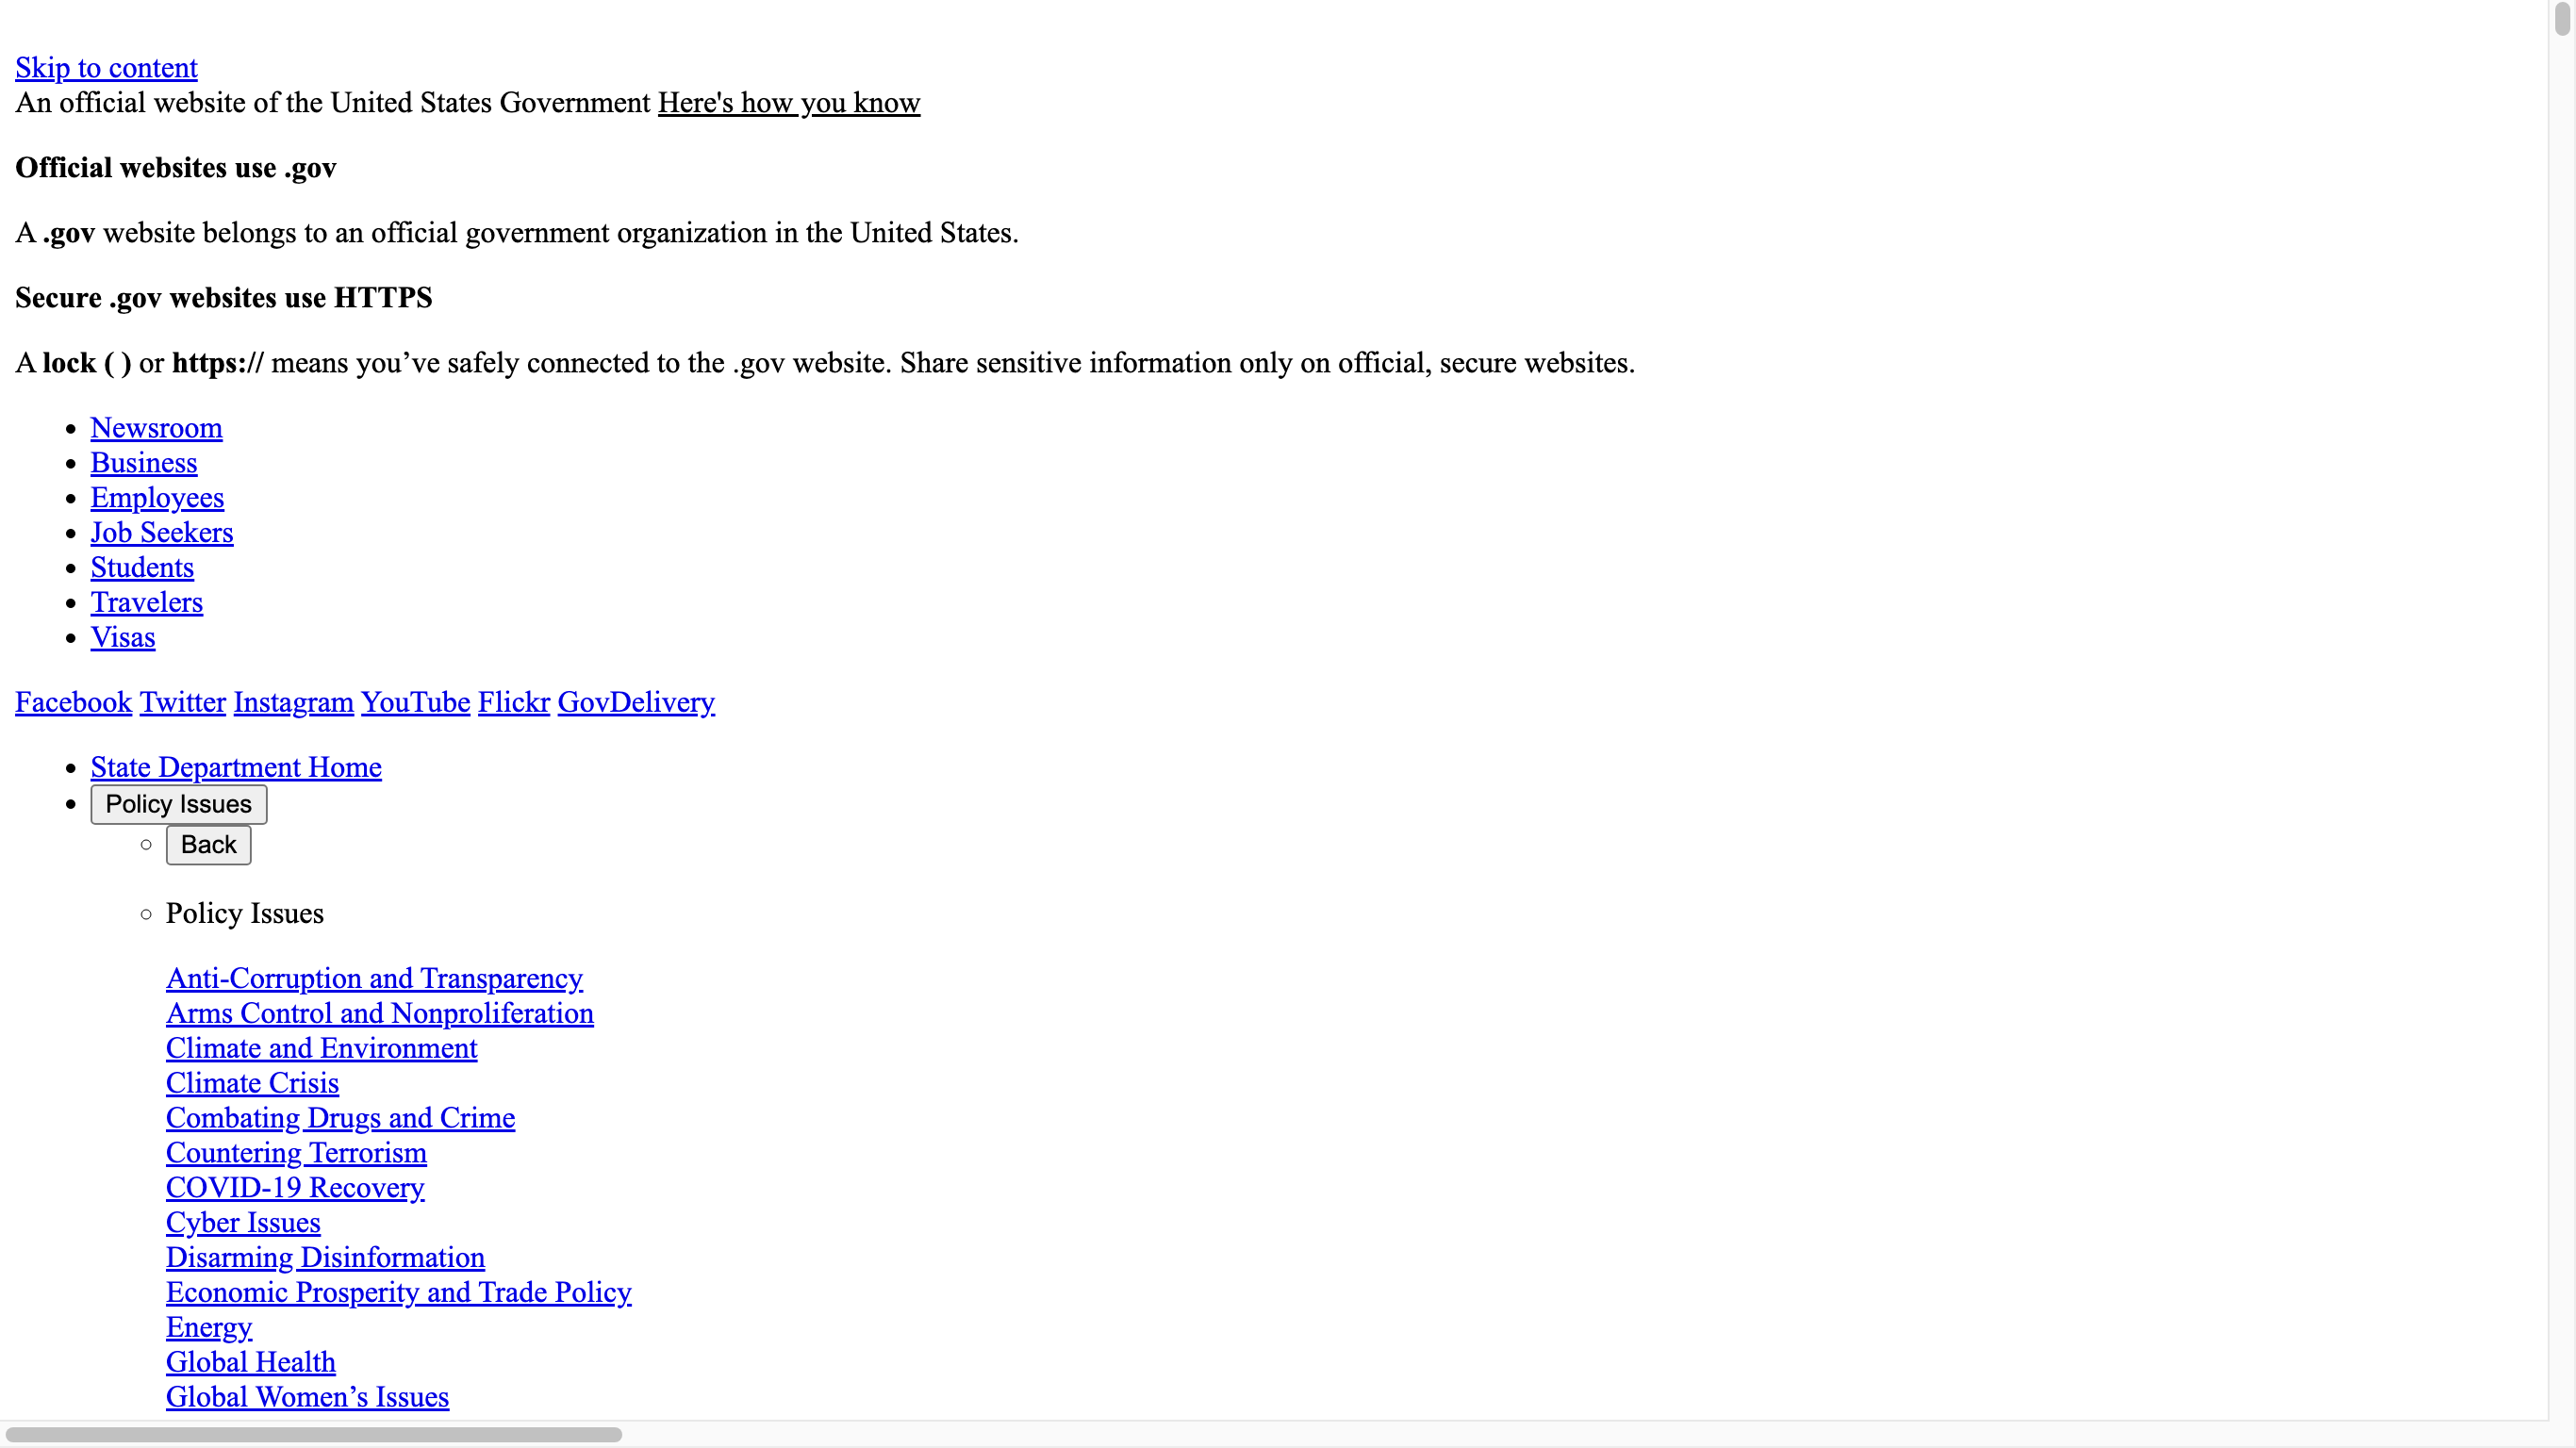 Skip to content
An official website of the United States Government Here's how you know
Official websites use .gov
A .gov website belongs to an official government organization in the United States.
Secure .gov websites use HTTPS
A lock ( ) or https:// means you’ve safely connected to the .gov website. Share sensitive information only on official, secure websites.
Newsroom
Business
Employees
Job Seekers
Students
Travelers
Visas
Facebook Twitter Instagram YouTube Flickr GovDelivery
State Department Home
Policy Issues
Back
Policy Issues
Anti-Corruption and Transparency
Arms Control and Nonproliferation
Climate and Environment
Climate Crisis
Combating Drugs and Crime
Countering Terrorism
COVID-19 Recovery
Cyber Issues
Disarming Disinformation
Economic Prosperity and Trade Policy
Energy
Global Health
Global Women’s Issues